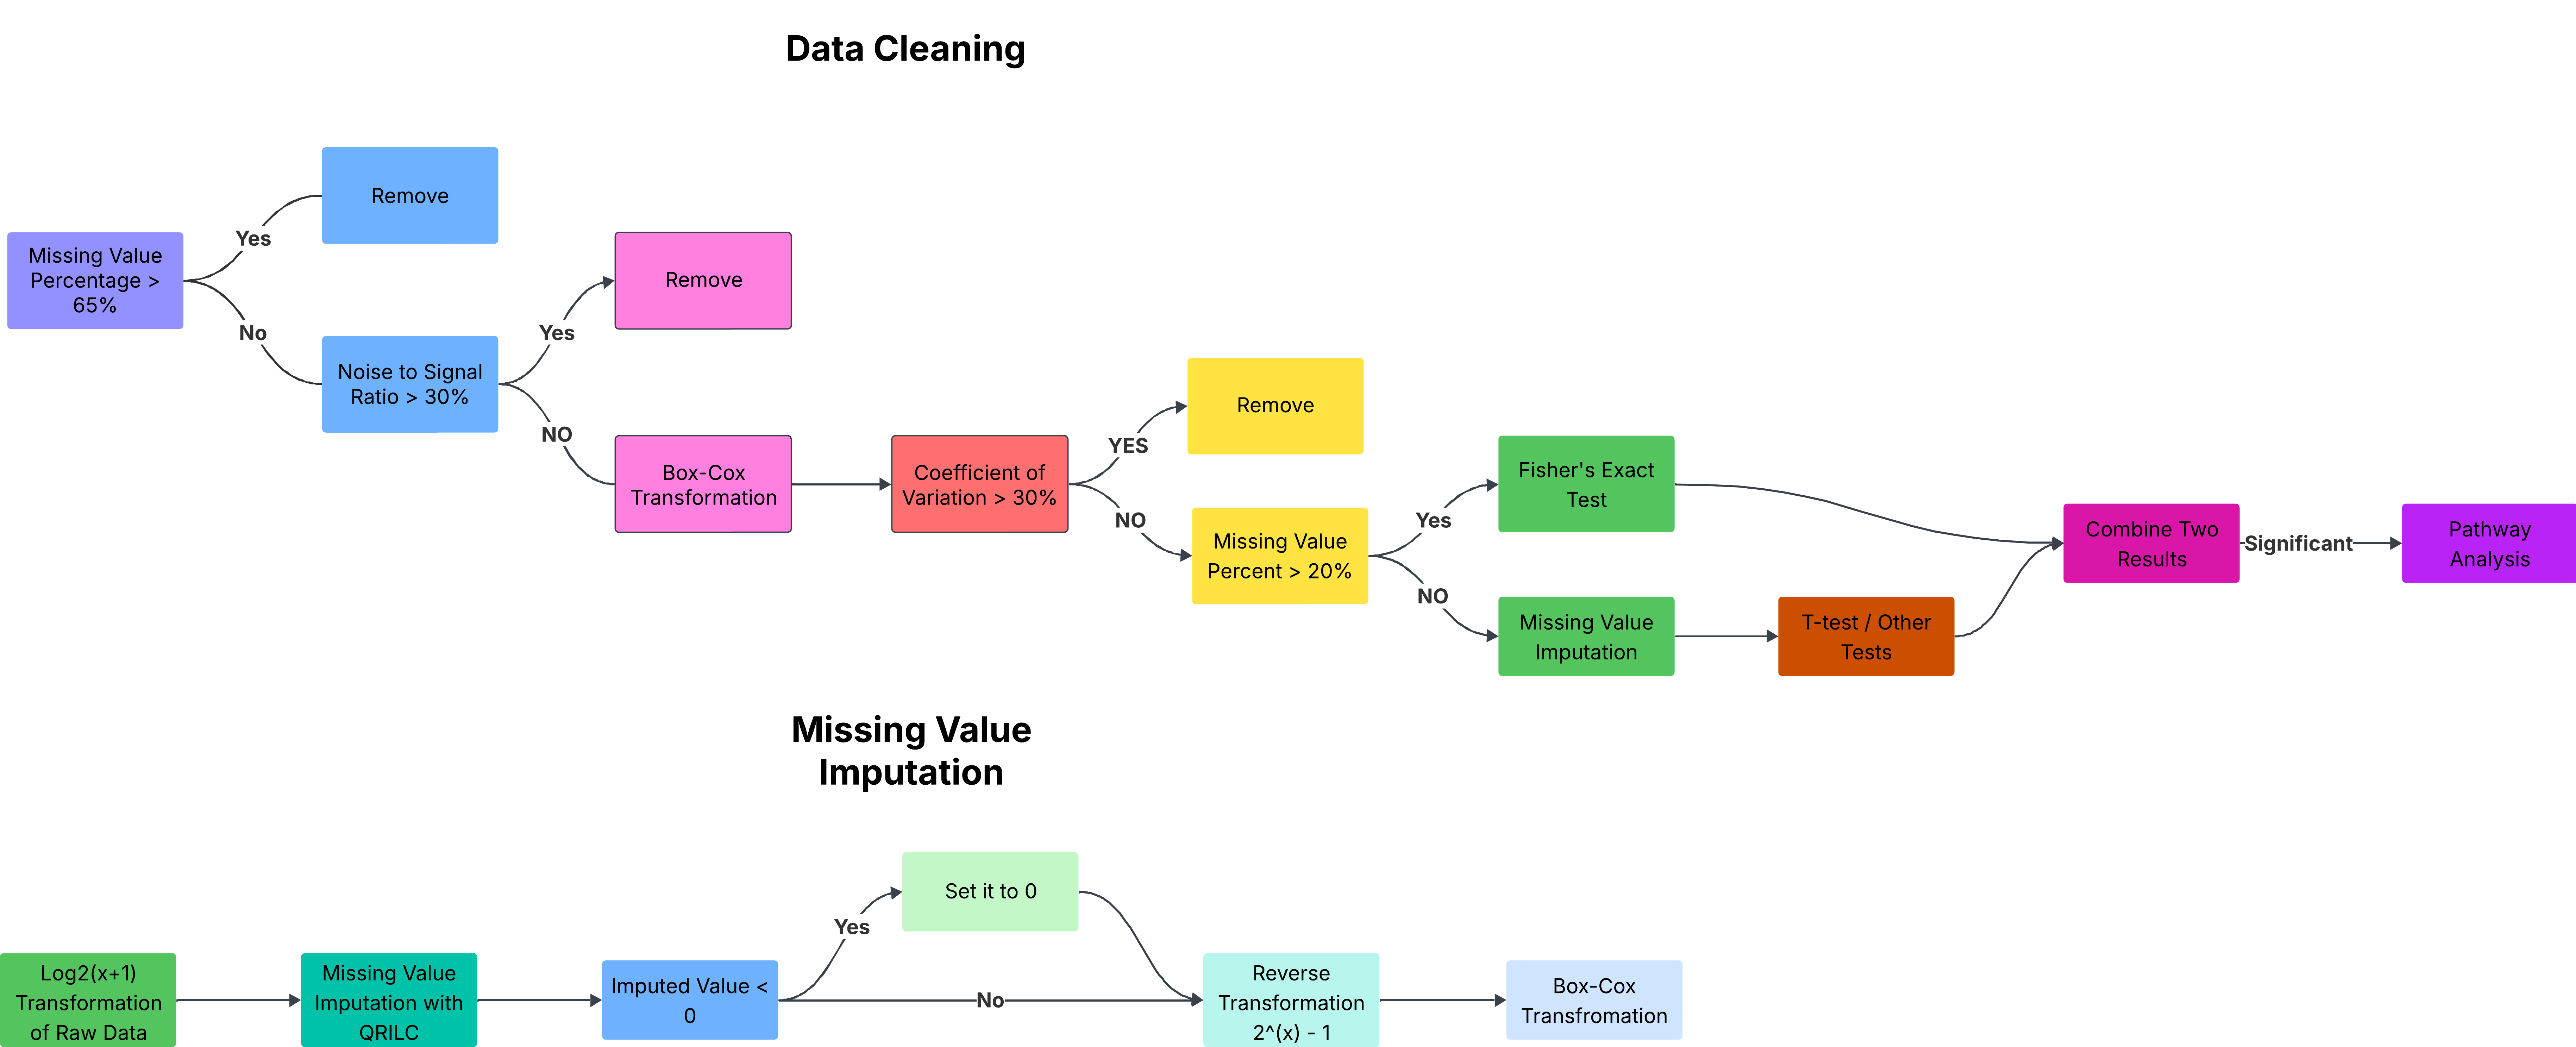 Data Cleaning
Remove
Yes
Missing Value
Percentage >
65%
No
Remove
Yes
Noise to Signal
Ratio > 30%
NO
Box-Cox
Transformation
Coefficient of
Variation > 30%
YES
Remove
NO
Missing Value
Percent > 20%
Yes
Fisher's Exact
Test
NO
Missing Value
Imputation
T-test / Other
Tests
Combine Two
Results
Significant
Pathway
Analysis
Missing Value
Imputation
Log2(x+1)
Transformation
of Raw Data
Missing Value
Imputation with
QRILC
Imputed Value <
0
Yes
Set it to 0
No
Reverse
Transformation
2^(x) - 1
Box-Cox
Transfromation